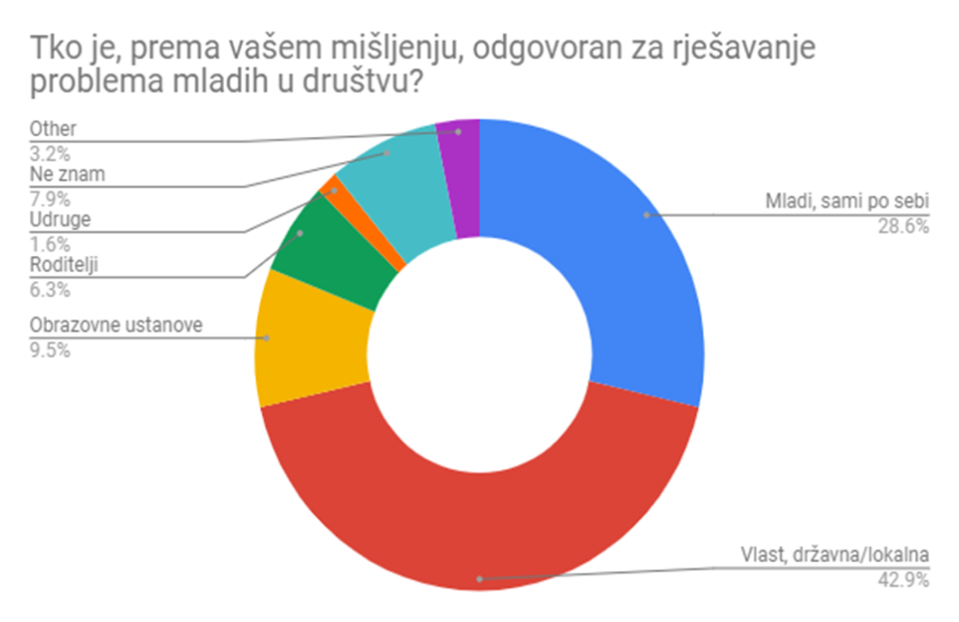 Tko je, prema vašem mišljenju, odgovoran za rješavanje
problema mladih u društvu?
Other
3.2%
Ne znam
7.9%
Udruge
1.6%
Roditelji
6.3%
Obrazovne ustanove
9.5%
Mladi, sami po sebi
28.6%
Vlast, državna/lokalna
42.9%